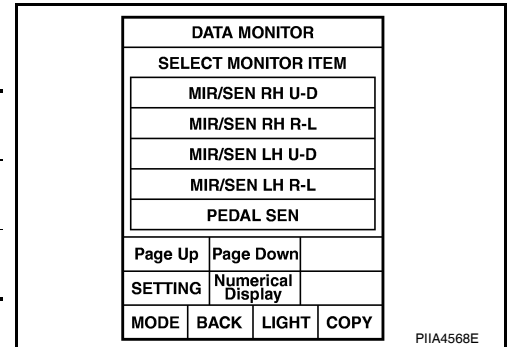 DATA MONITOR
SELECT MONITOR ITEM
MIR/SEN RH U-D
MIR/SEN RH R-L
MIR/SEN LH U-D
MIR/SEN LH R-L
PEDAL SEN
Page Up Page Down
SETTING Numerical Display
MODE BACK LIGHT COPY
PIIA4568E